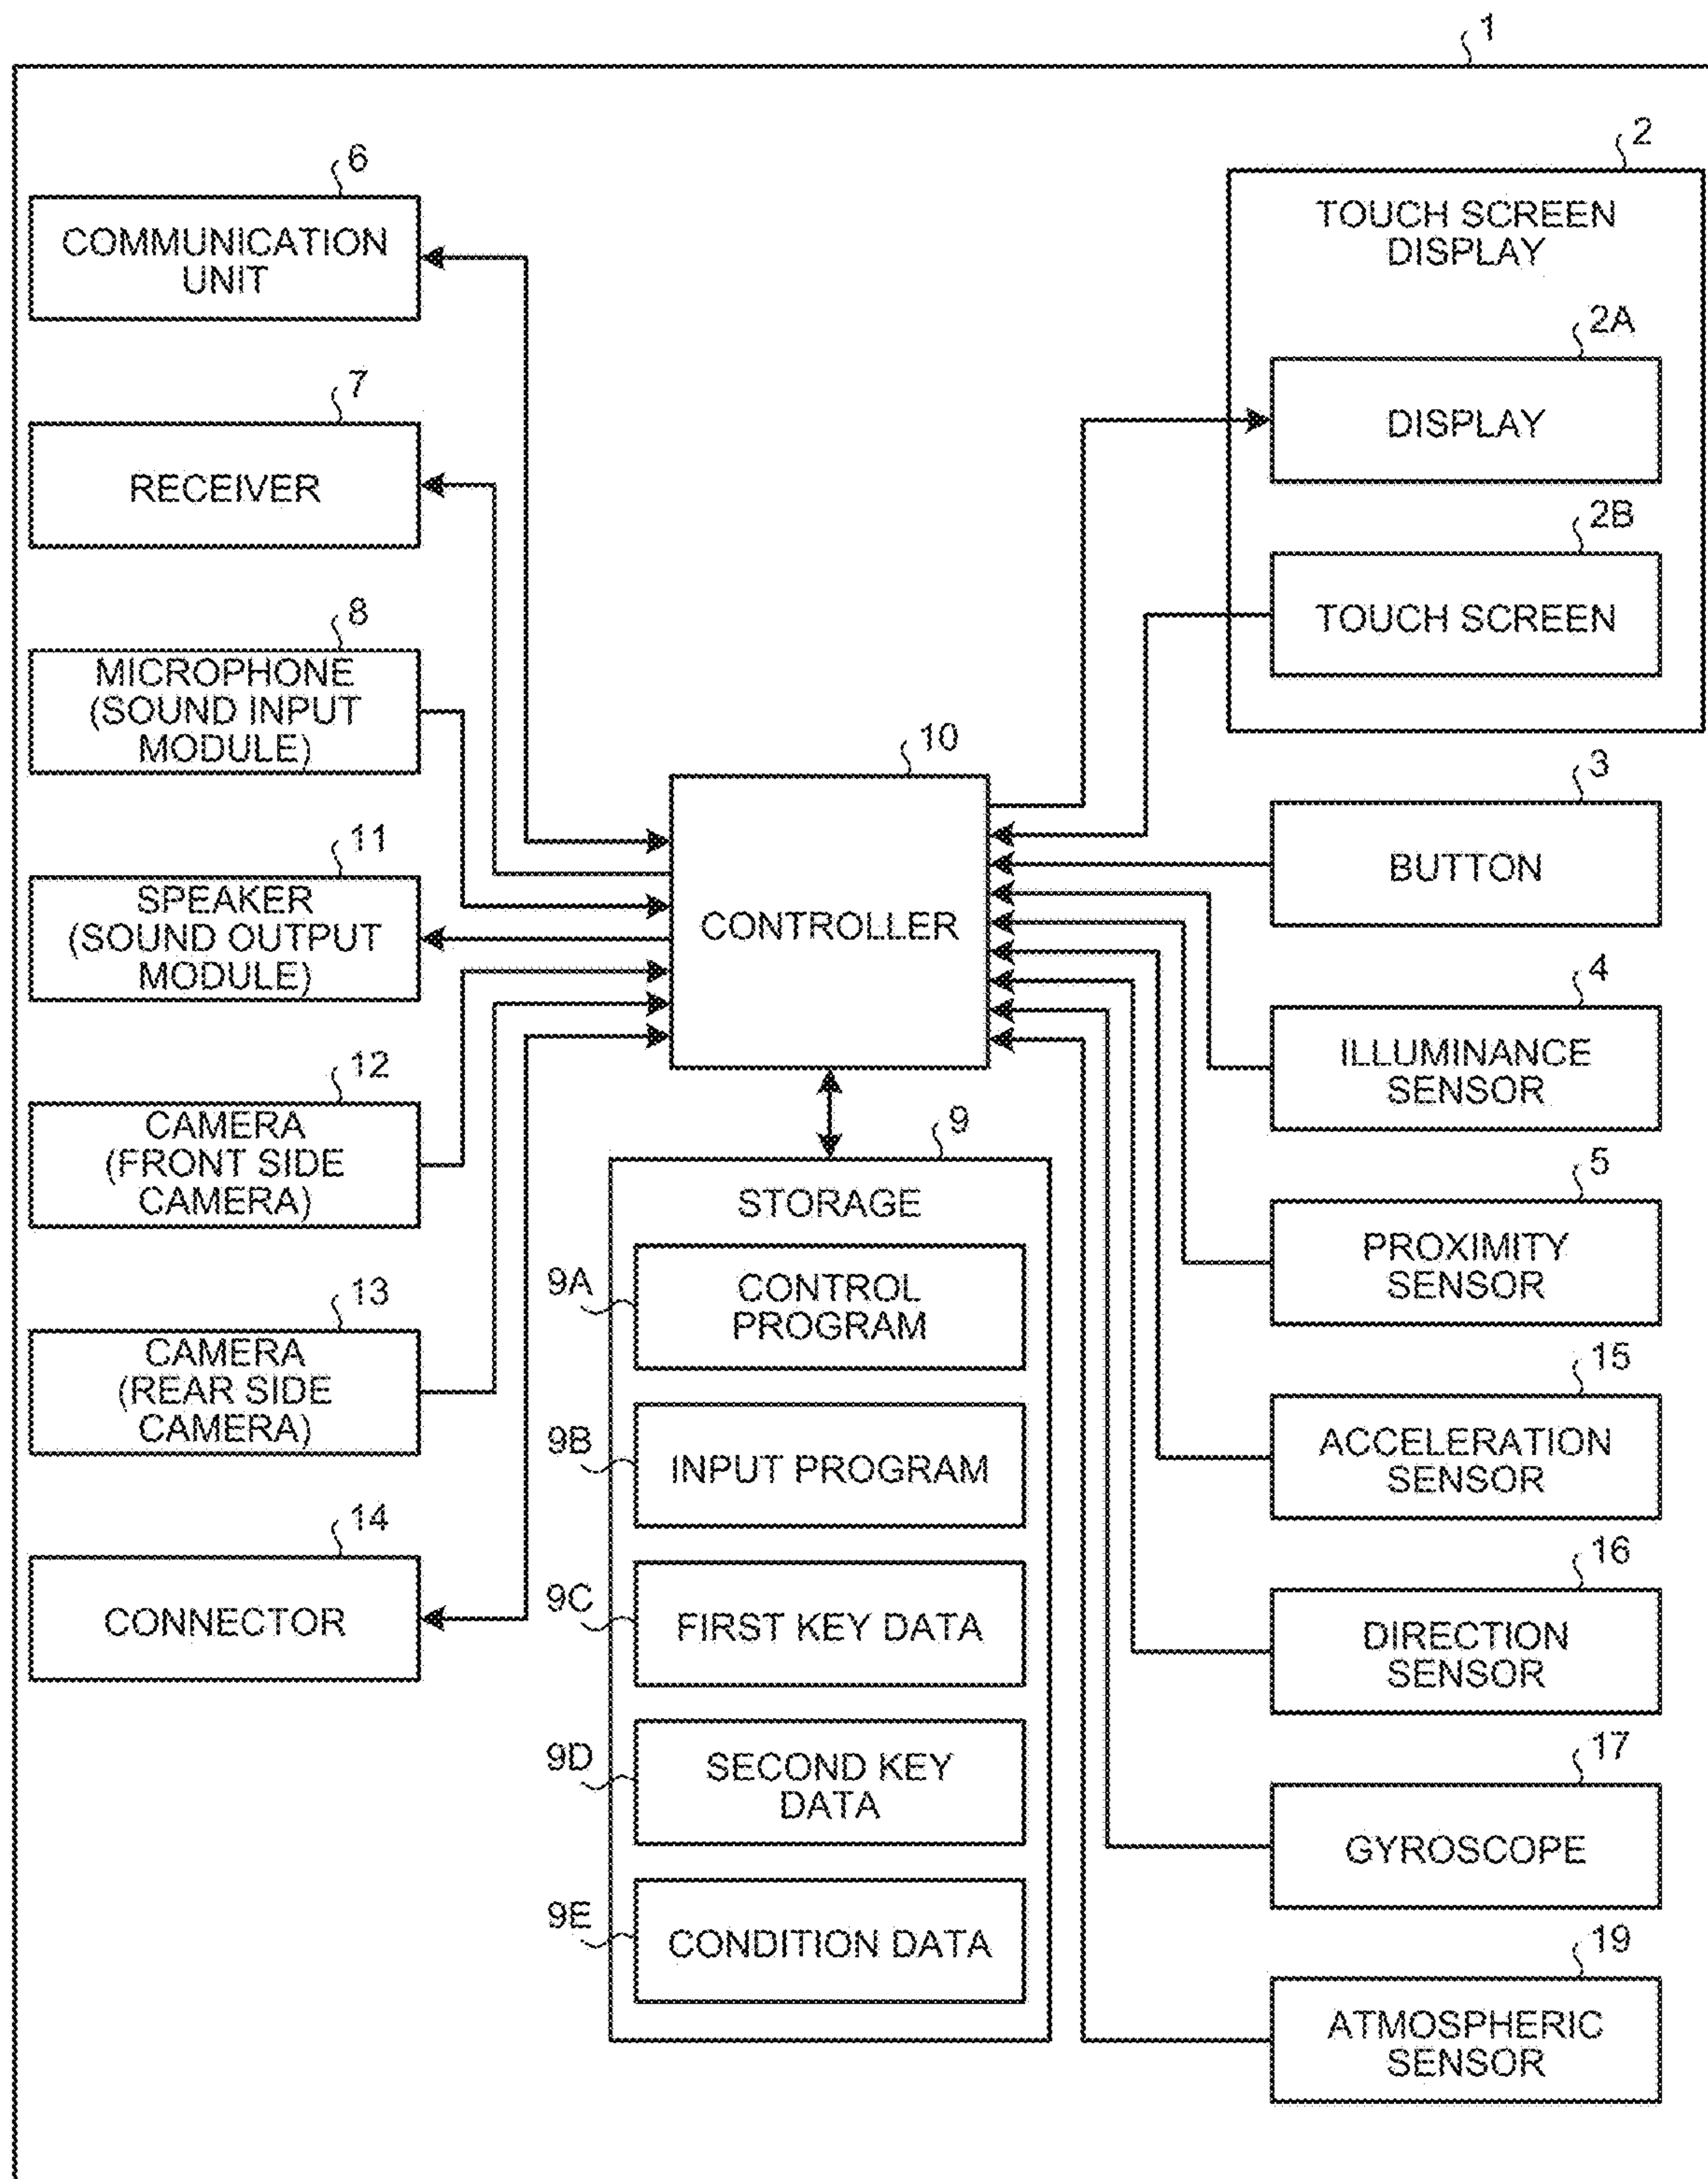 1
6
COMMUNICATION
UNIT
7
RECEIVER
8
MICROPHONE
(SOUND INPUT
MODULE)
11
SPEAKER
(SOUND OUTPUT
MODULE)
12
CAMERA
(FRONT SIDE
CAMERA)
13
CAMERA
(REAR SIDE
CAMERA)
14
CONNECTOR
10
CONTROLLER
9
STORAGE
9A
CONTROL
PROGRAM
9B
INPUT PROGRAM
9C
FIRST KEY DATA
9D
SECOND KEY
DATA
9E
CONDITION DATA
2
TOUCH SCREEN
DISPLAY
2A
DISPLAY
2B
TOUCH SCREEN
3
BUTTON
4
ILLUMINANCE
SENSOR
5
PROXIMITY
SENSOR
15
ACCELERATION
SENSOR
16
DIRECTION
SENSOR
17
GYROSCOPE
19
ATMOSPHERIC
SENSOR